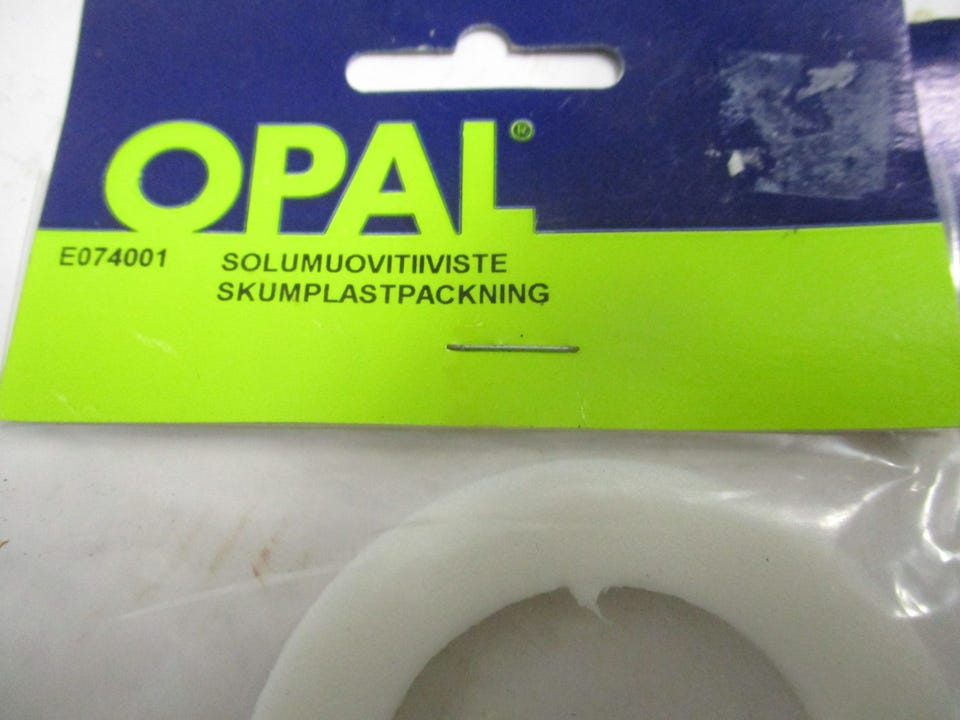 OPAL®
E074001 SOLUMUOVITIIVISTE
SKUMPLASTPACKNING